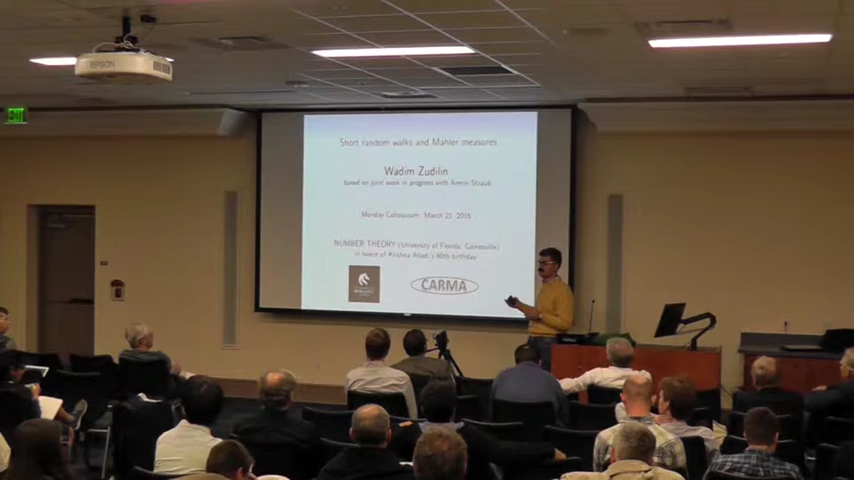 EPSON
EXIT
Short random walks and Mahler measures
Wadim Zudilin
based on joint work in progress with Armin Straub
Monday Colloquium, March 21, 2016
NUMBER THEORY (University of Florida, Gainesville)
in honor of Krishna Alladi's 60th birthday
CARMA